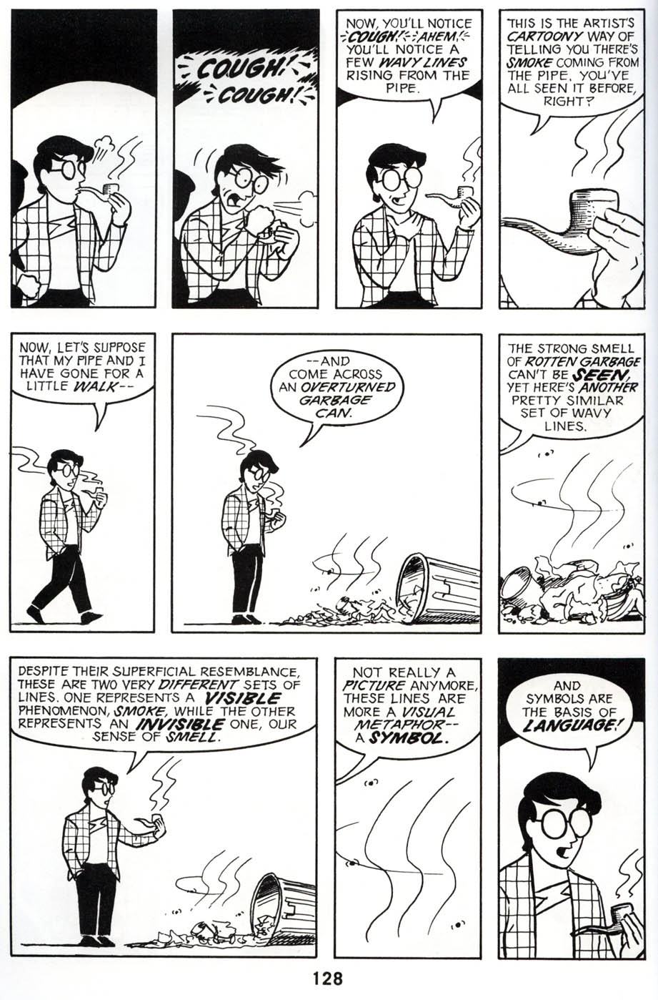 COUGH!
COUGH!
NOW, YOU'LL NOTICE
COUGH! AHEM!
YOU'LL NOTICE A
FEW WAVY LINES
RISING FROM THE
PIPE.
THIS IS THE ARTIST'S
CARTOONY WAY OF
TELLING YOU THERE'S
SMOKE COMING FROM
THE PIPE. YOU'VE
ALL SEEN IT BEFORE,
RIGHT?
NOW, LET'S SUPPOSE
THAT MY PIPE AND I
HAVE GONE FOR A
LITTLE WALK--
--AND
COME ACROSS
AN OVERTURNED
GARBAGE
CAN.
THE STRONG SMELL
OF ROTTEN GARBAGE
CAN'T BE SEEN,
YET HERE'S ANOTHER
PRETTY SIMILAR
SET OF WAVY
LINES.
DESPITE THEIR SUPERFICIAL RESEMBLANCE,
THESE ARE TWO VERY DIFFERENT SETS OF
LINES. ONE REPRESENTS A VISIBLE
PHENOMENON, SMOKE, WHILE THE OTHER
REPRESENTS AN INVISIBLE ONE, OUR
SENSE OF SMELL.
NOT REALLY A
PICTURE ANYMORE,
THESE LINES ARE
MORE A VISUAL
METAPHOR--
A SYMBOL.
AND
SYMBOLS ARE
THE BASIS OF
LANGUAGE!
128